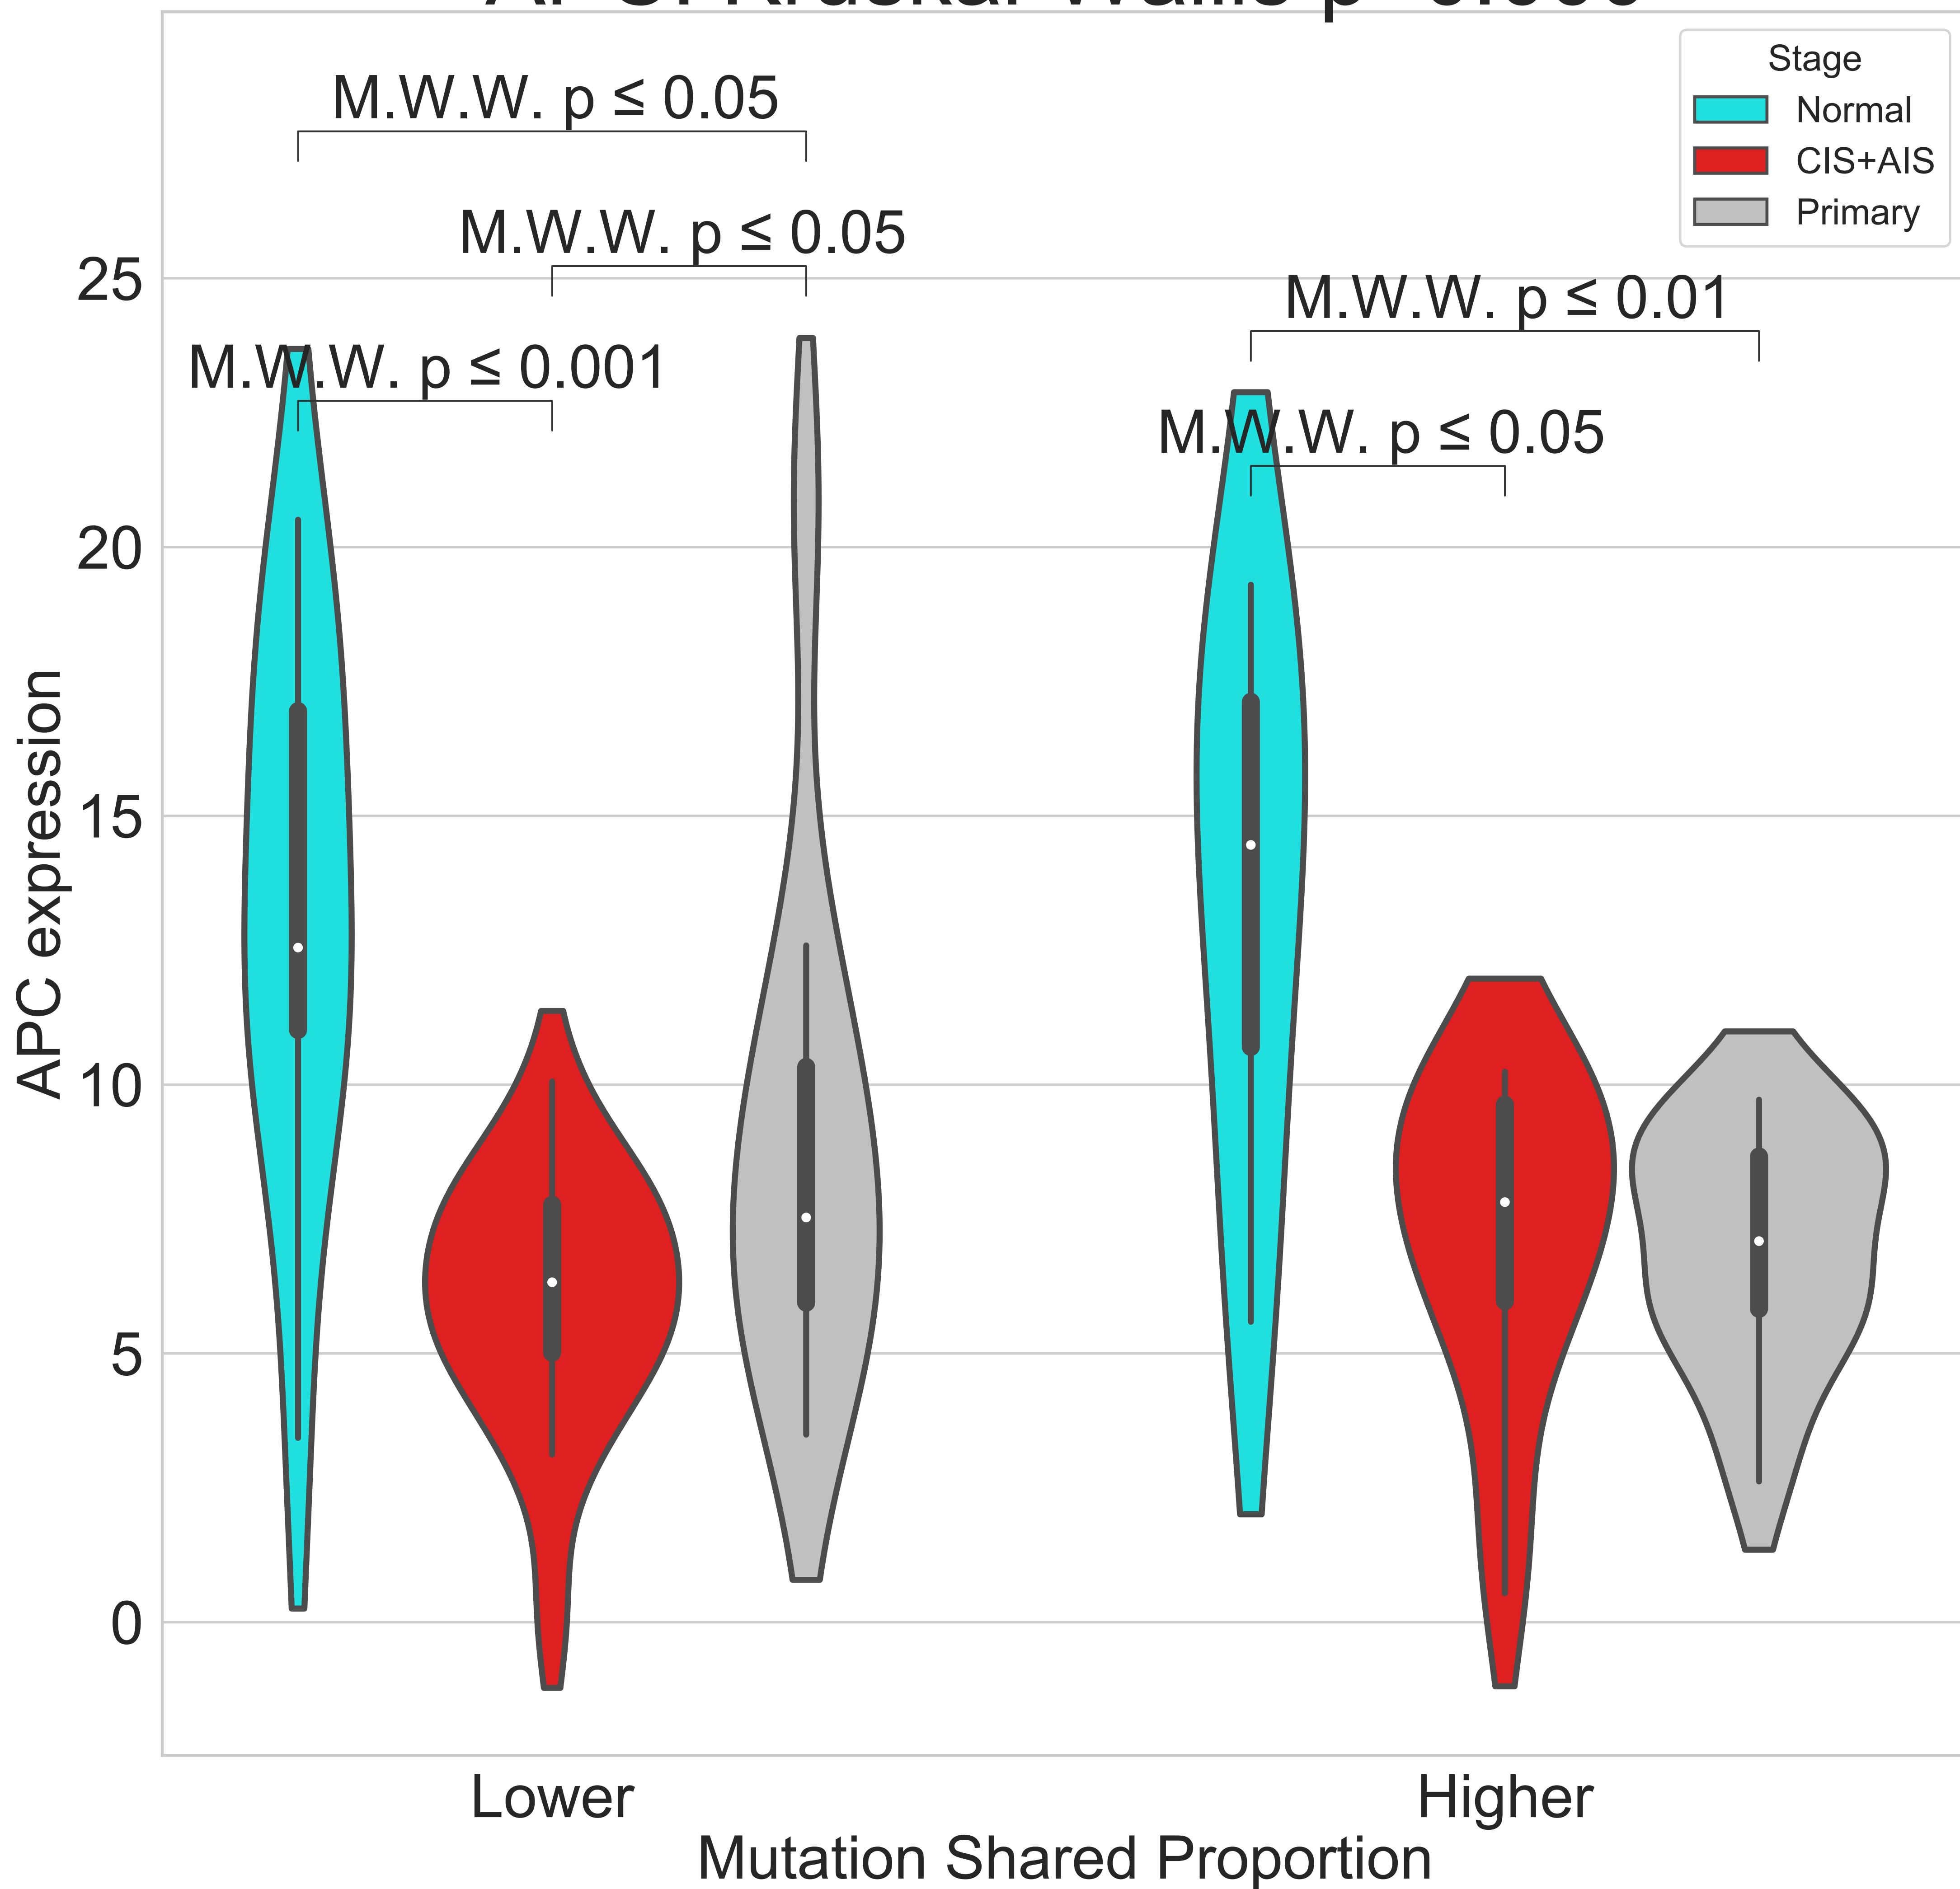 Stage
Normal
CIS+AIS
Primary
M.W.W. p ≤ 0.05
M.W.W. p ≤ 0.05
M.W.W. p ≤ 0.001
M.W.W. p ≤ 0.01
M.W.W. p ≤ 0.05
25
20
15
10
5
0
APC expression
Lower
Higher
Mutation Shared Proportion